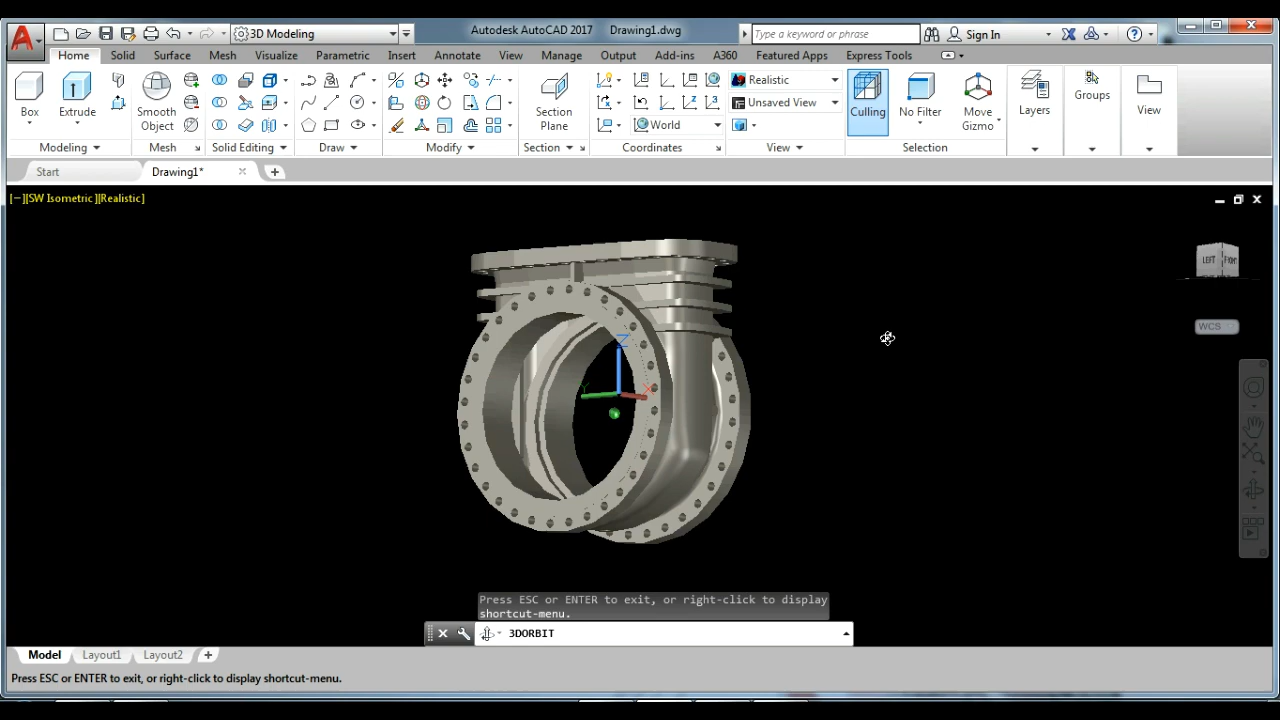 Autodesk AutoCAD 2017 Drawing1.dwg
3D Modeling
Type a keyword or phrase
Sign In
Home Solid Surface Mesh Visualize Parametric Insert Annotate View Manage Output Add-ins A360 Featured Apps Express Tools
Box
Extrude
Smooth
Object
Section
Plane
World
Realistic
Unsaved View
Culling
No Filter
Move
Gizmo
Layers
Groups
View
Modeling Mesh Solid Editing Draw Modify Section Coordinates View Selection
Start
Drawing1*
[−][SW Isometric][Realistic]
LEFT
FRONT
WCS
Z
Y
X
Press ESC or ENTER to exit, or right-click to display
shortcut-menu.
3DORBIT
Model Layout1 Layout2
Press ESC or ENTER to exit, or right-click to display shortcut-menu.